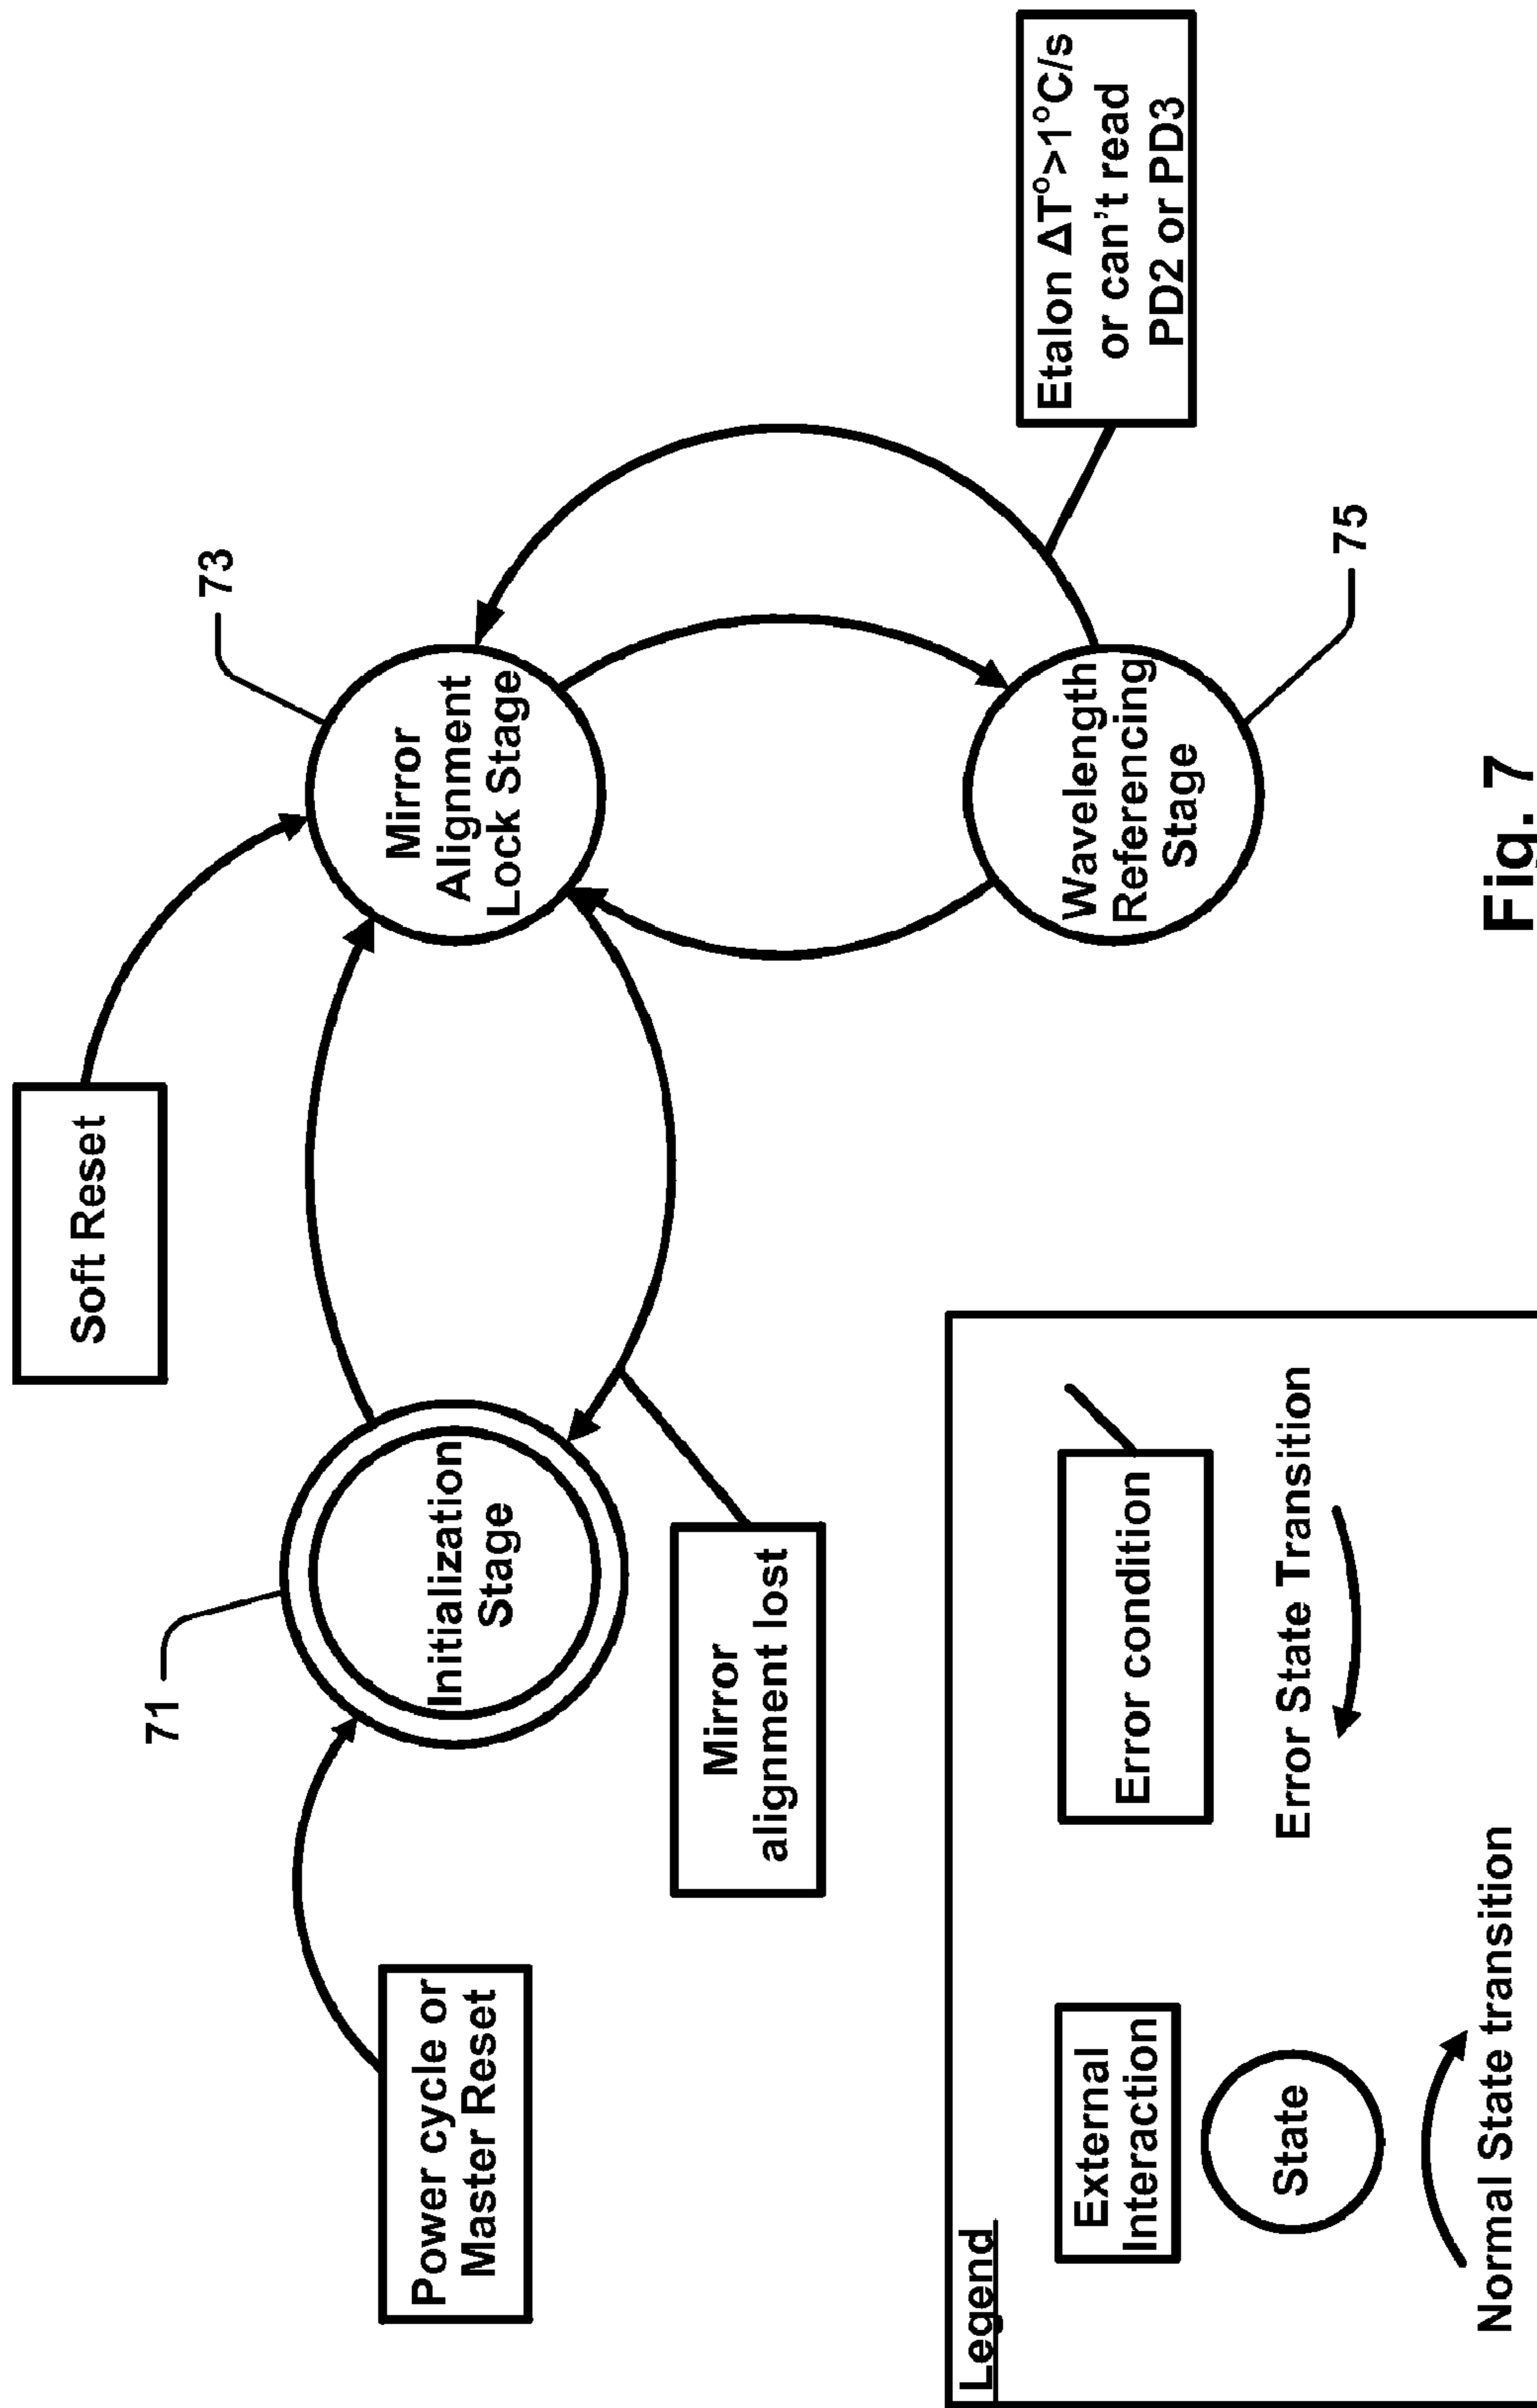 Soft Reset
73
71
Power cycle or
Master Reset
Initialization
Stage
Mirror
Alignment
Lock Stage
Mirror
alignment lost
Etalon ΔT°>1°C/s
or can't read
PD2 or PD3
Wavelength
Referencing
Stage
75
Legend
External
Interaction
Error condition
State
Error State Transition
Normal State transition
Fig. 7